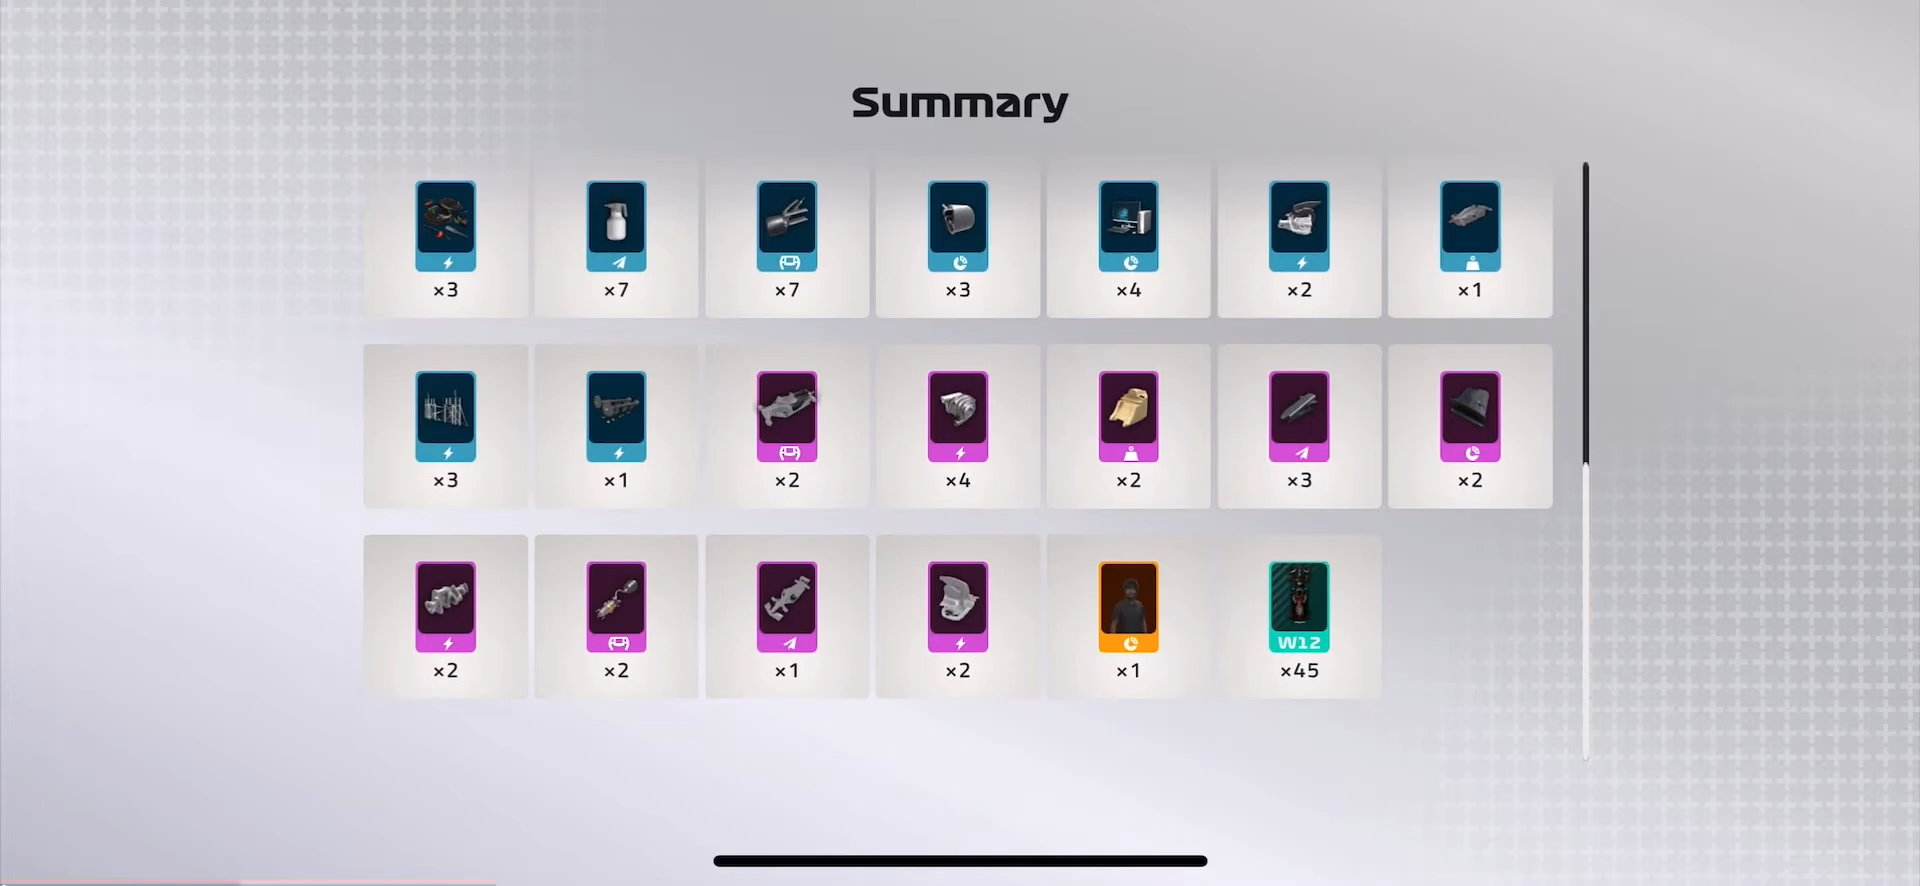 Summary
×3 ×7 ×7 ×3 ×4 ×2 ×1
×3 ×1 ×2 ×4 ×2 ×3 ×2
W12
×2 ×2 ×1 ×2 ×1 ×45